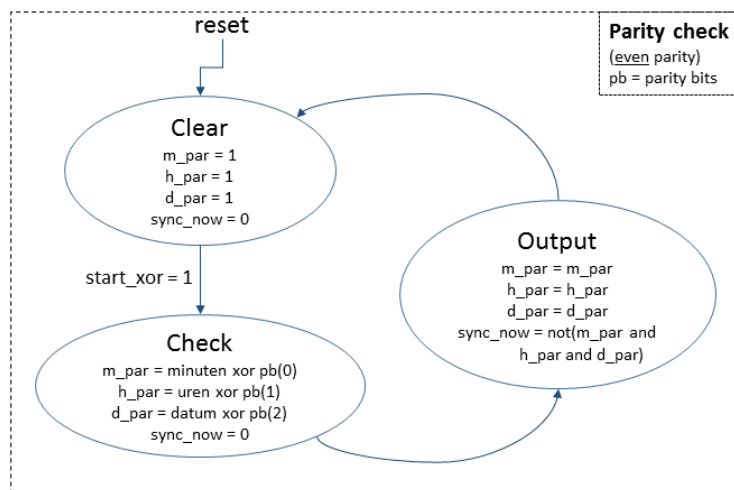 reset
Parity check
(even parity)
pb = parity bits
Clear
m_par = 1
h_par = 1
d_par = 1
sync_now = 0
start_xor = 1
Check
m_par = minuten xor pb(0)
h_par = uren xor pb(1)
d_par = datum xor pb(2)
sync_now = 0
Output
m_par = m_par
h_par = h_par
d_par = d_par
sync_now = not(m_par and
h_par and d_par)